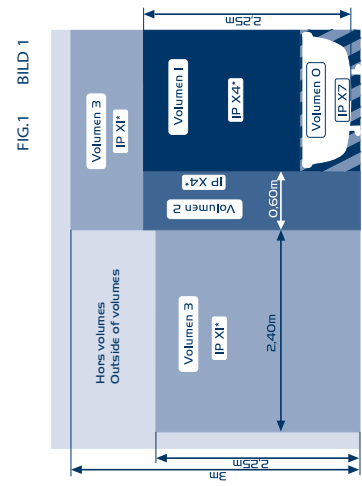 FIG.1
BILD 1
2,25m
Volumen 3
IP X1*
Volumen 1
IP X4*
Volumen 0
IP X7
Volumen 2
IP X4*
0,60m
Hors volumes
Outside of volumes
Volumen 3
IP X1*
2,40m
2,25m
3m